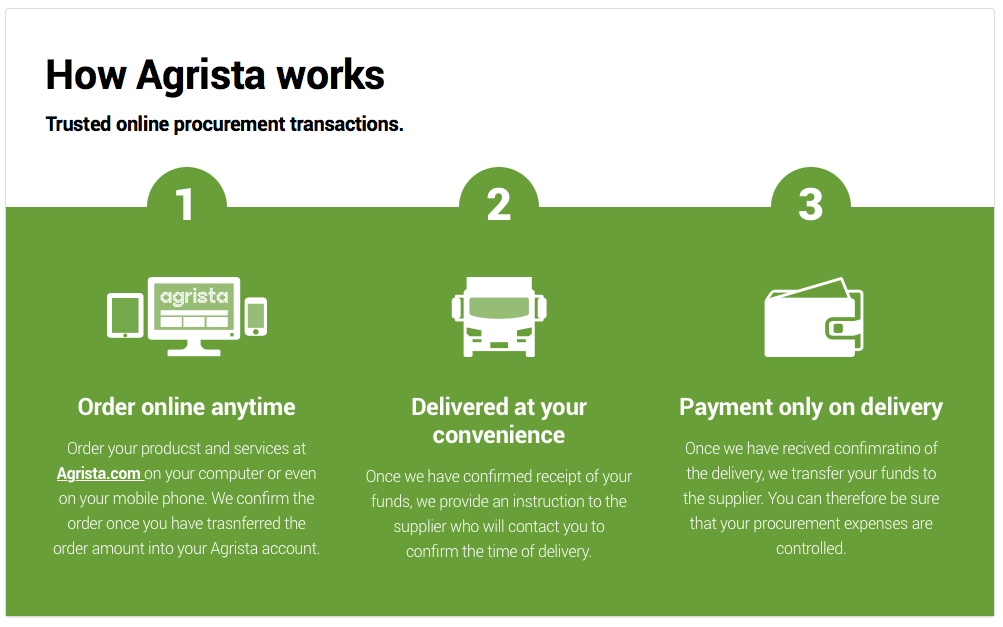 How Agrista works
Trusted online procurement transactions.
1
2
3
agrista
Order online anytime
Order your producst and services at
Agrista.com on your computer or even
on your mobile phone. We confirm the
order once you have trasnferred the
order amount into your Agrista account.
Delivered at your
convenience
Once we have confirmed receipt of your
funds, we provide an instruction to the
supplier who will contact you to
confirm the time of delivery.
Payment only on delivery
Once we have recived confimratino of
the delivery, we transfer your funds to
the supplier. You can therefore be sure
that your procurement expenses are
controlled.